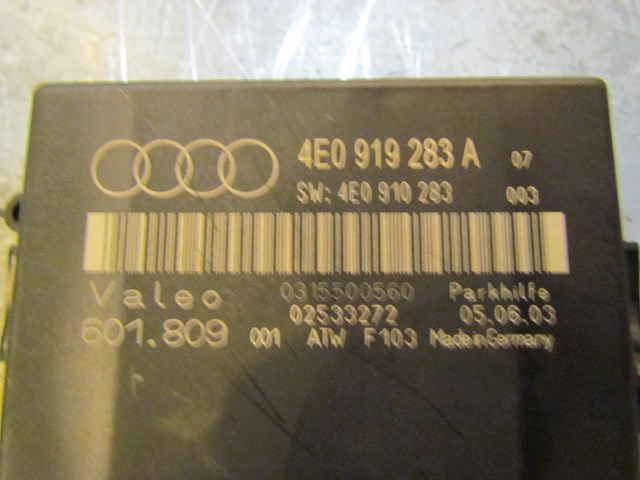 4E0 919 283 A 07
SW: 4E0 910 283 003
Valeo 0315500560 Parkhilfe
02533272 05.06.03
601.809 001 ATW F103 Made in Germany